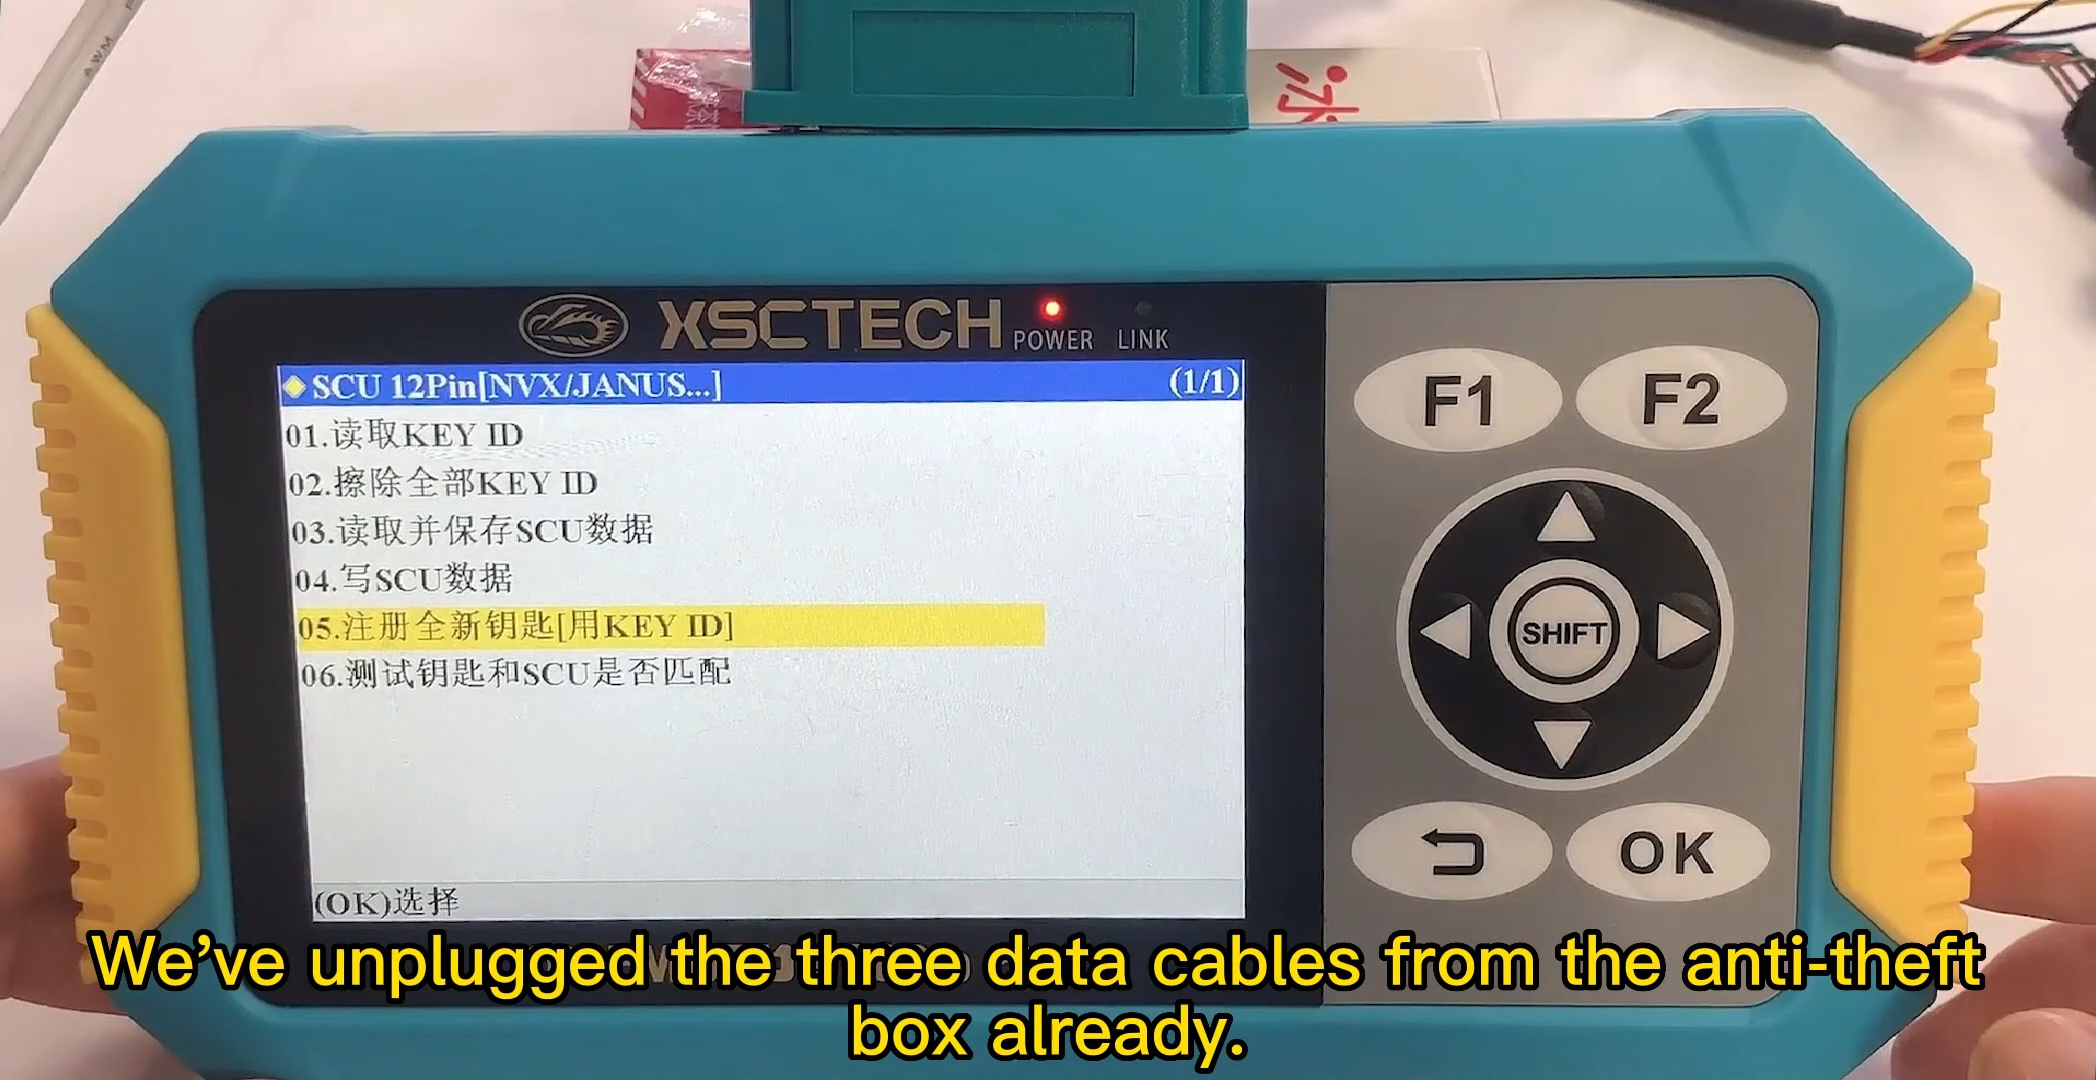 AWM
XSCTECH
POWER LINK
SCU 12Pin[NVX/JANUS...] (1/1)
01.读取KEY ID
02.擦除全部KEY ID
03.读取并保存SCU数据
04.写SCU数据
05.注册全新钥匙[用KEY ID]
06.测试钥匙和SCU是否匹配
(OK)选择
F1 F2
SHIFT
OK
We've unplugged the three data cables from the anti-theft
box already.